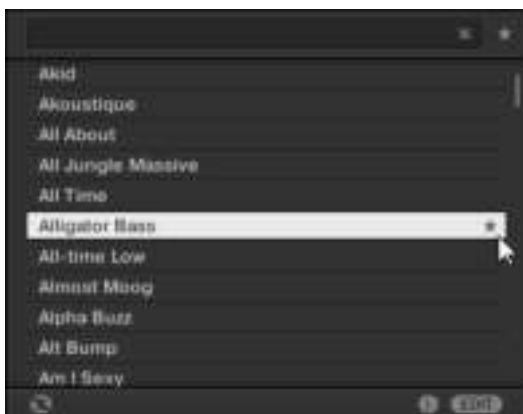 Akid
Akoustique
All About
All Jungle Massive
All Time
Alligator Bass
All-time Low
Almost Moog
Alpha Buzz
Alt Bump
Am I Sexy
EDIT